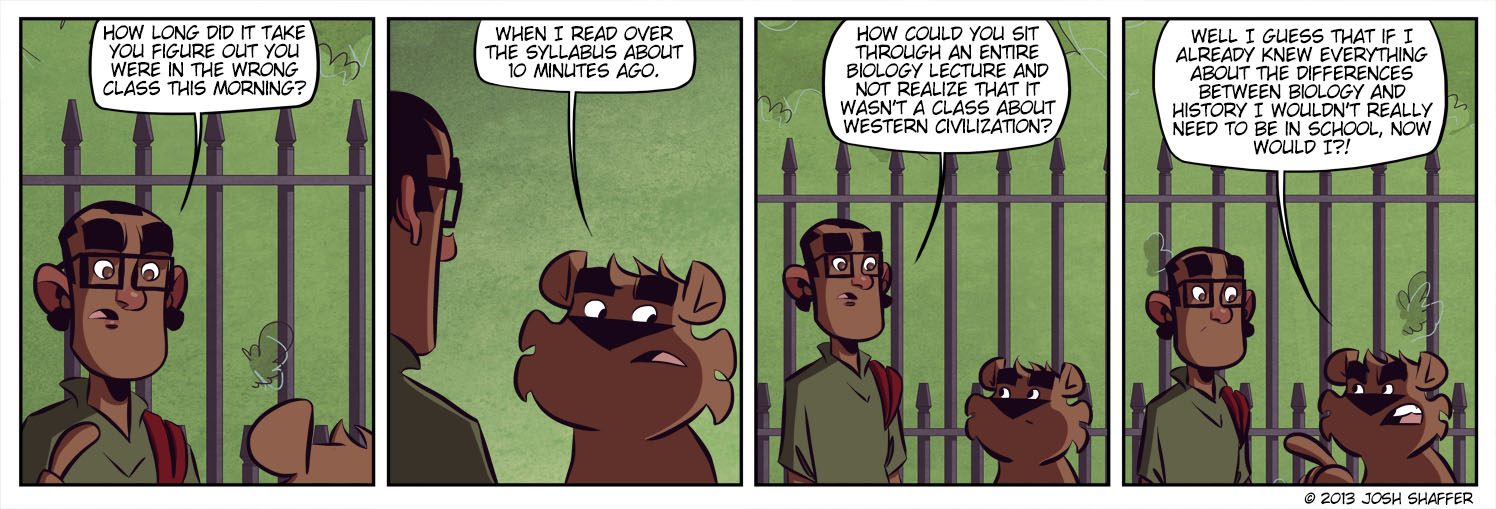 HOW LONG DID IT TAKE
YOU FIGURE OUT YOU
WERE IN THE WRONG
CLASS THIS MORNING?
WHEN I READ OVER
THE SYLLABUS ABOUT
10 MINUTES AGO.
HOW COULD YOU SIT
THROUGH AN ENTIRE
BIOLOGY LECTURE AND
NOT REALIZE THAT IT
WASN'T A CLASS ABOUT
WESTERN CIVILIZATION?
WELL I GUESS THAT IF I
ALREADY KNEW EVERYTHING
ABOUT THE DIFFERENCES
BETWEEN BIOLOGY AND
HISTORY I WOULDN'T REALLY
NEED TO BE IN SCHOOL, NOW
WOULD I?!
© 2013 JOSH SHAFFER